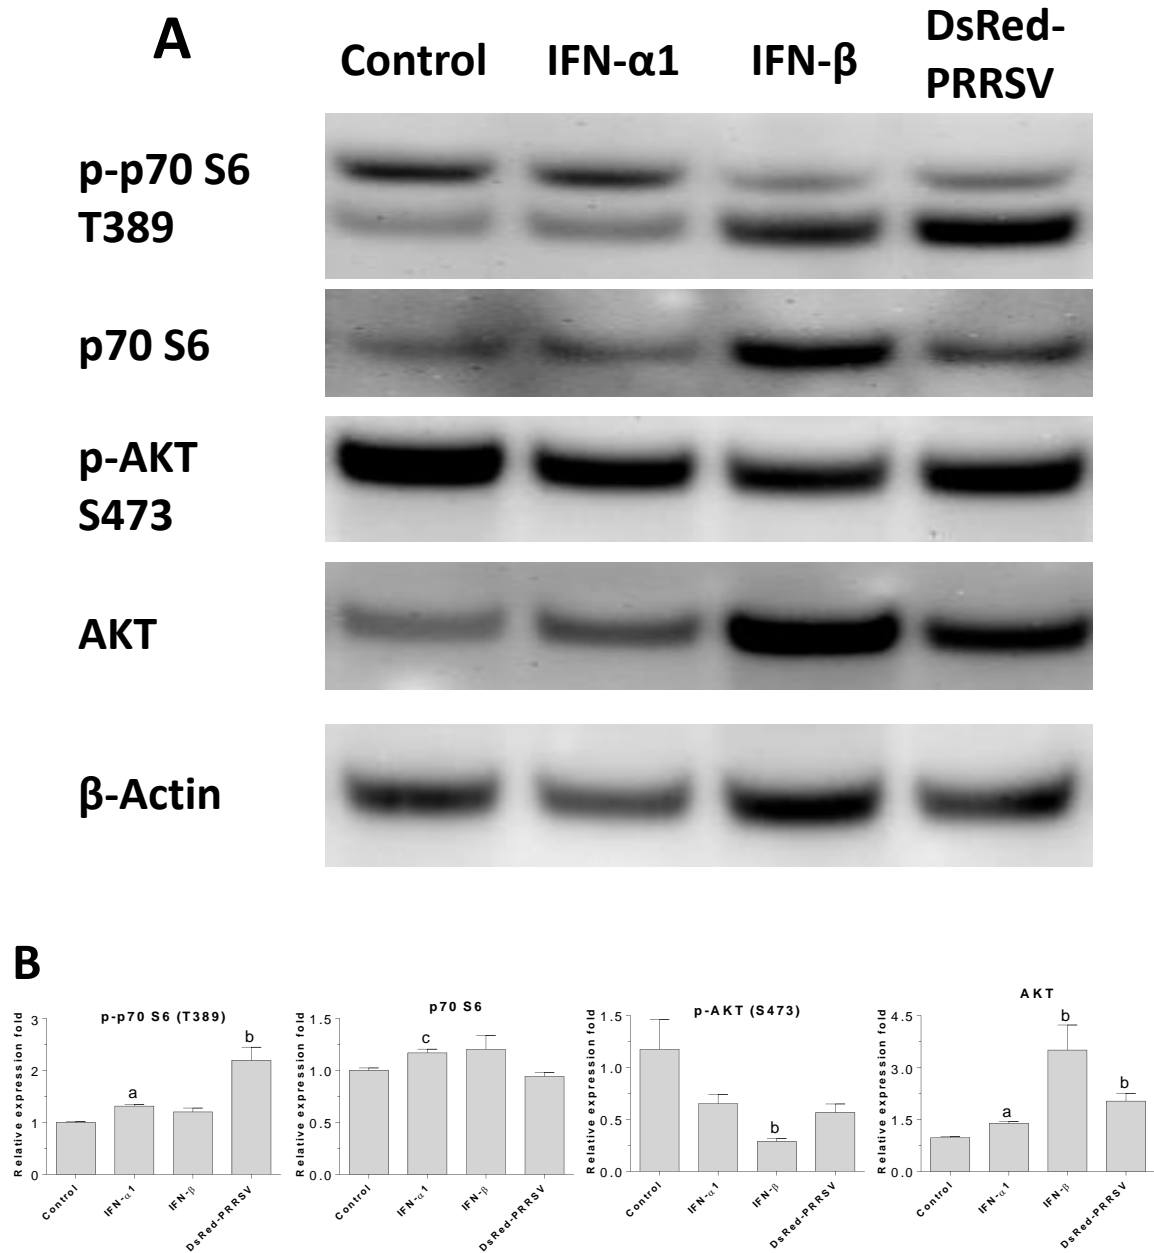 A
Control
IFN-α1
IFN-β
DsRed-
PRRSV
p-p70 S6
T389
p70 S6
p-AKT
S473
AKT
β-Actin
B
p-p70 S6 (T389)
Relative expression fold
3
2
1
0
a
b
Control
IFN-α1
IFN-β
DsRed-PRRSV
p70 S6
Relative expression fold
1.5
1.0
0.5
0.0
c
Control
IFN-α1
IFN-β
DsRed-PRRSV
p-AKT (S473)
Relative expression fold
1.5
1.0
0.5
0.0
b
Control
IFN-α1
IFN-β
DsRed-PRRSV
AKT
Relative expression fold
4.5
3.0
1.5
0.0
a
b
b
Control
IFN-α1
IFN-β
DsRed-PRRSV